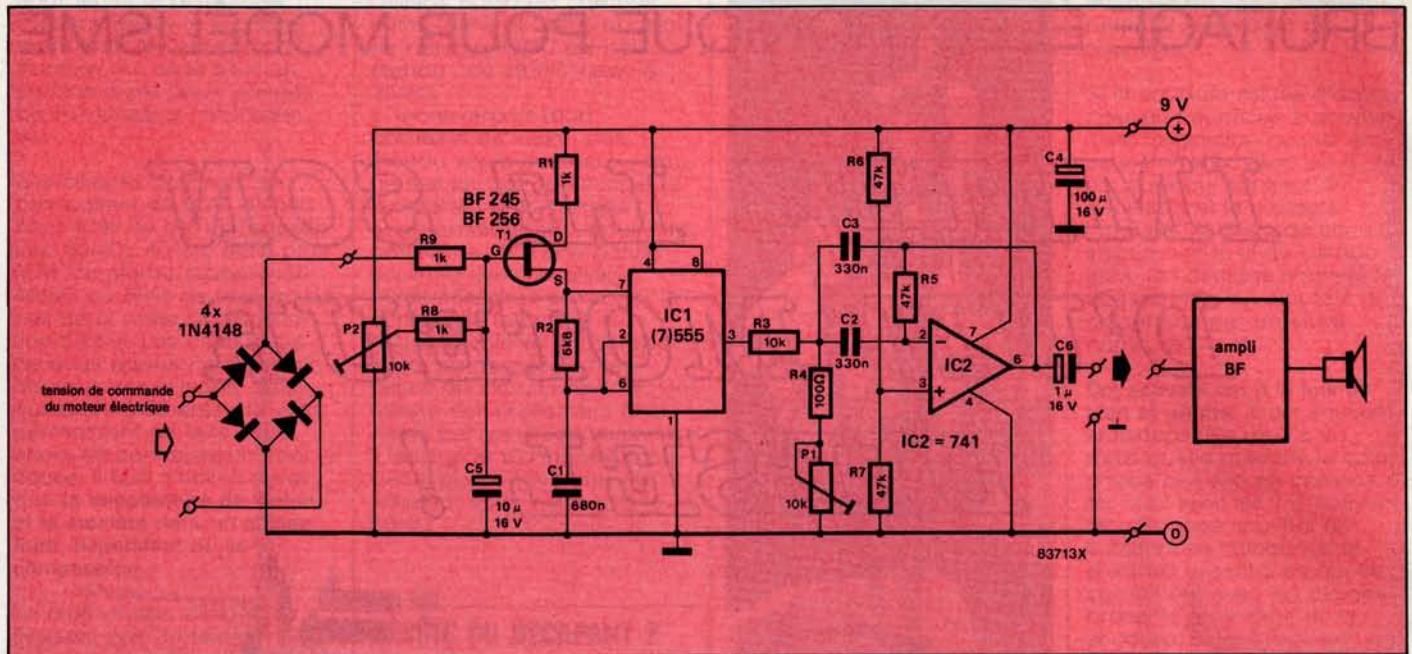 POUR MODELISME
9 V
+
R1
1k
R6
47k
C4
100 µ
16 V
BF 245
BF 256
T1
G
D
S
R9
1k
C3
330n
4x
1N4148
R8
1k
P2
10k
R2
6k8
7
2
6
4
8
IC1
(7)555
3
1
R3
10k
C2
330n
R5
47k
2
−
3
+
7
IC2
6
4
IC2 = 741
C6
1 µ
16 V
ampli
BF
R4
100Ω
P1
10k
R7
47k
tension de commande
du moteur électrique
C5
10 µ
16 V
C1
680n
0
83713X